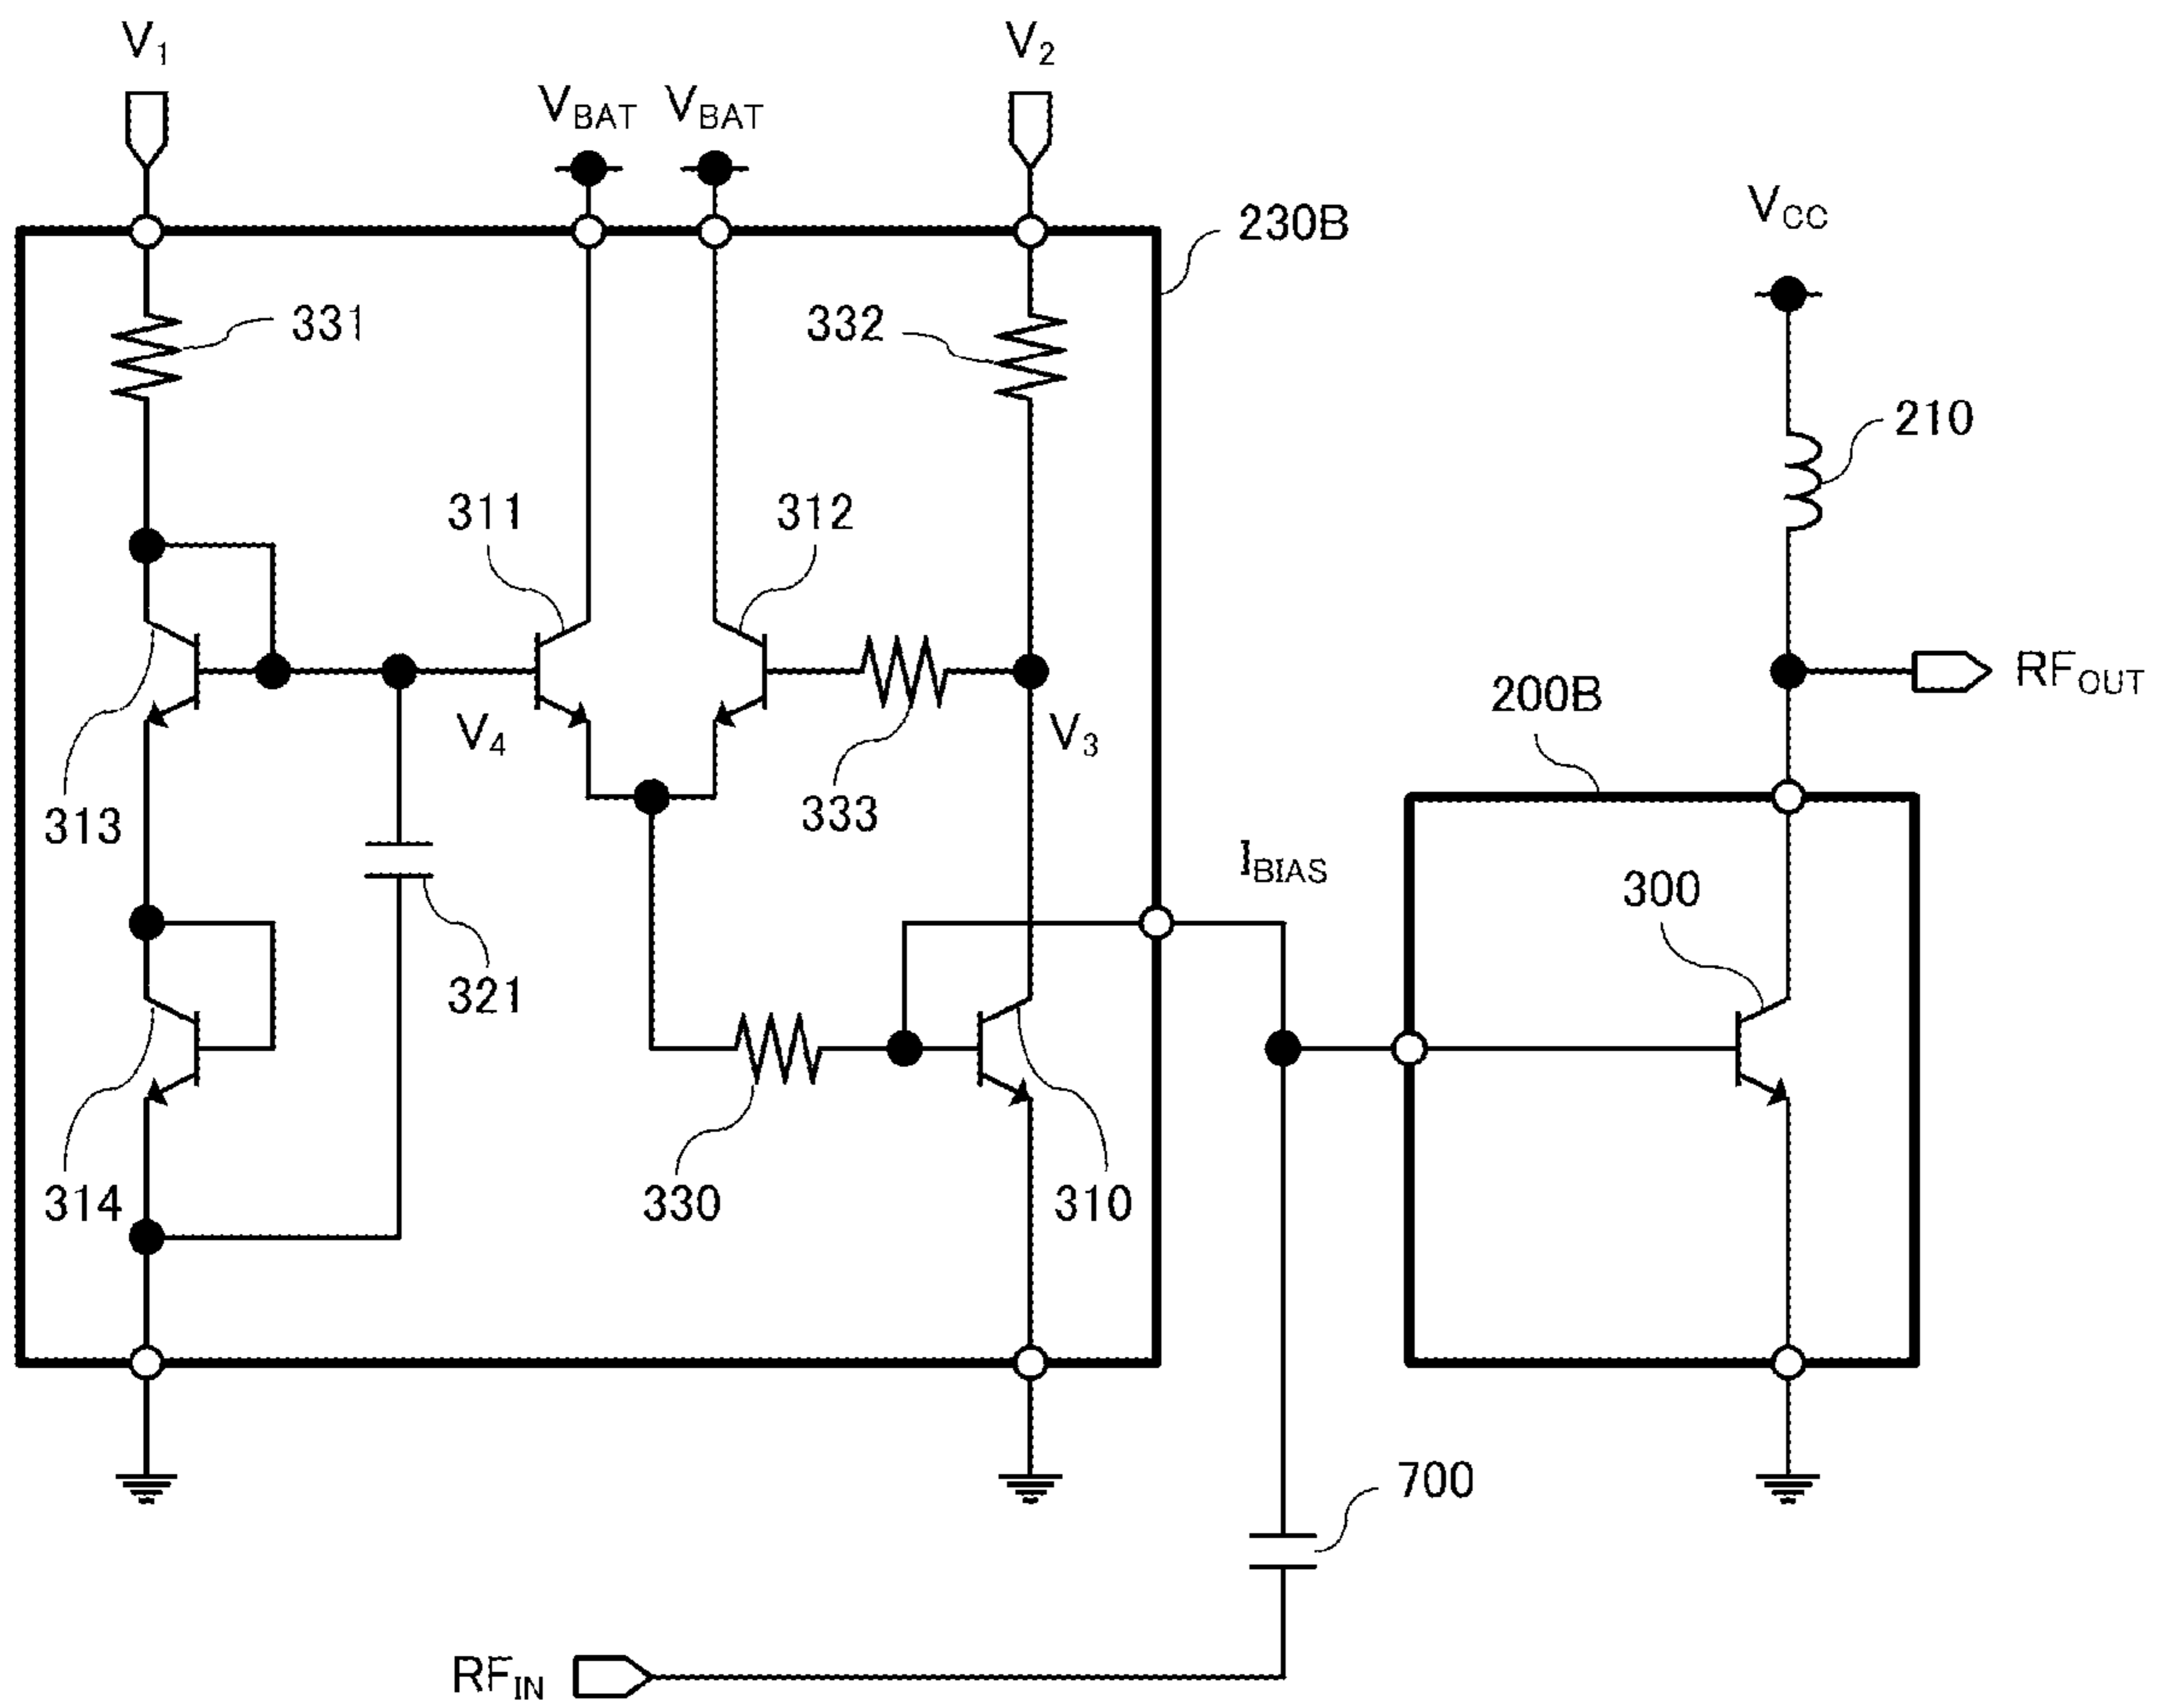 V1
V2
VBAT
VBAT
230B
VCC
331
332
210
311
312
RFOUT
200B
V4
V3
313
333
IBIAS
300
321
314
330
310
700
RFIN